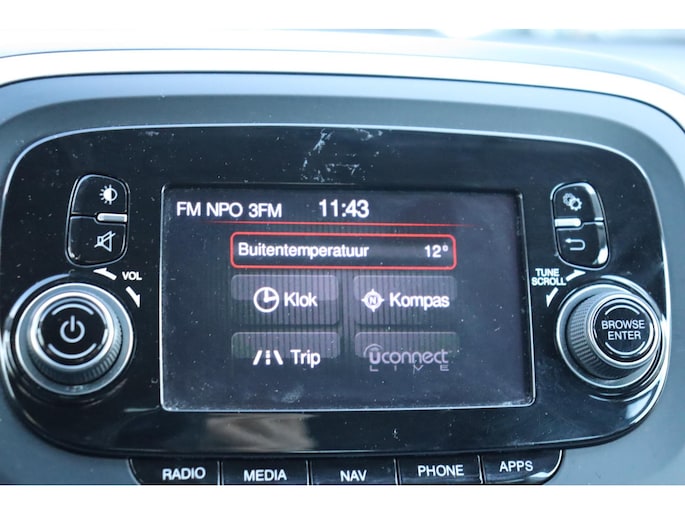 FM NPO 3FM 11:43
Buitentemperatuur 12°
Klok
N Kompas
Trip
uconnect
LIVE
VOL
TUNE
SCROLL
BROWSE
ENTER
RADIO MEDIA NAV PHONE APPS